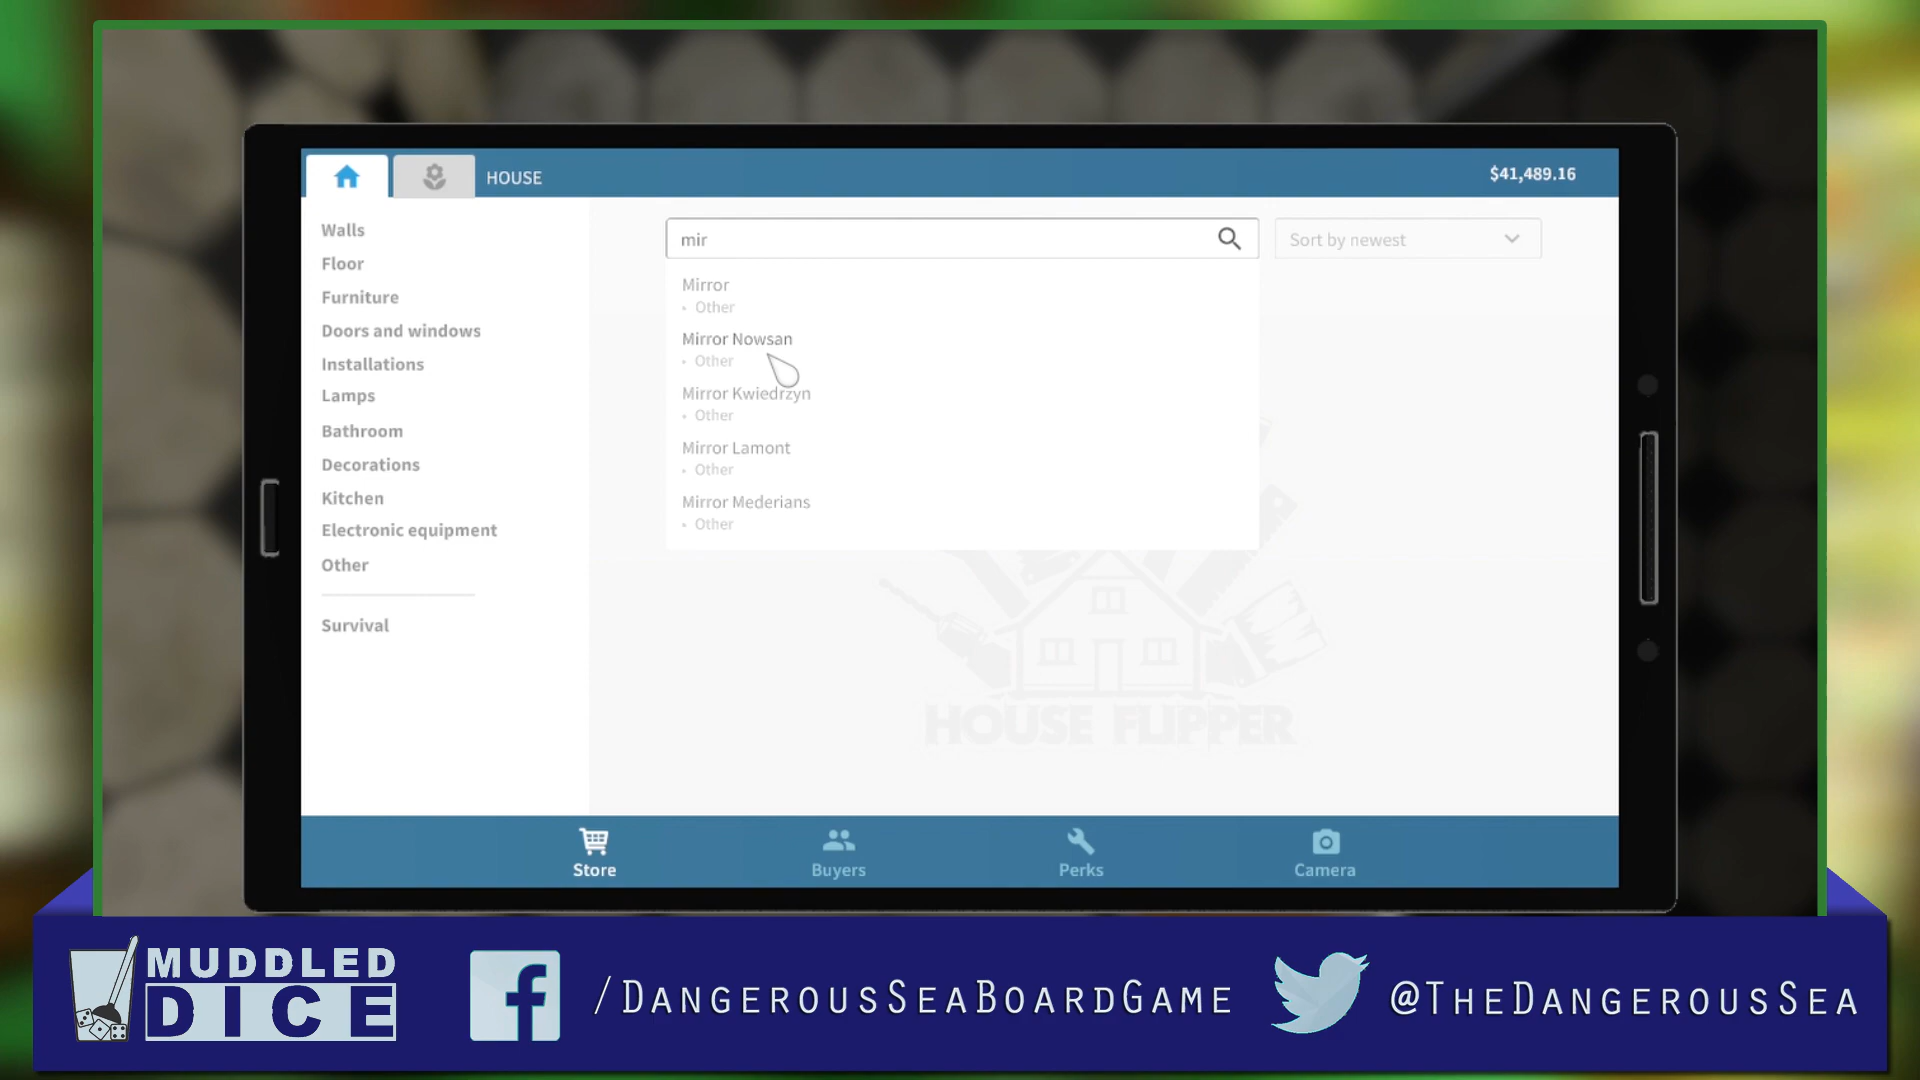 HOUSE
$41,489.16
Walls
Floor
Furniture
Doors and windows
Installations
Lamps
Bathroom
Decorations
Kitchen
Electronic equipment
Other
Survival
mir
Sort by newest
Mirror
• Other
Mirror Nowsan
• Other
Mirror Kwiedrzyn
• Other
Mirror Lamont
• Other
Mirror Mederians
• Other
HOUSE FLIPPER
Store
Buyers
Perks
Camera
MUDDLED
DICE
/DANGEROUSSEABOARDGAME
@THEDANGEROUSSEA